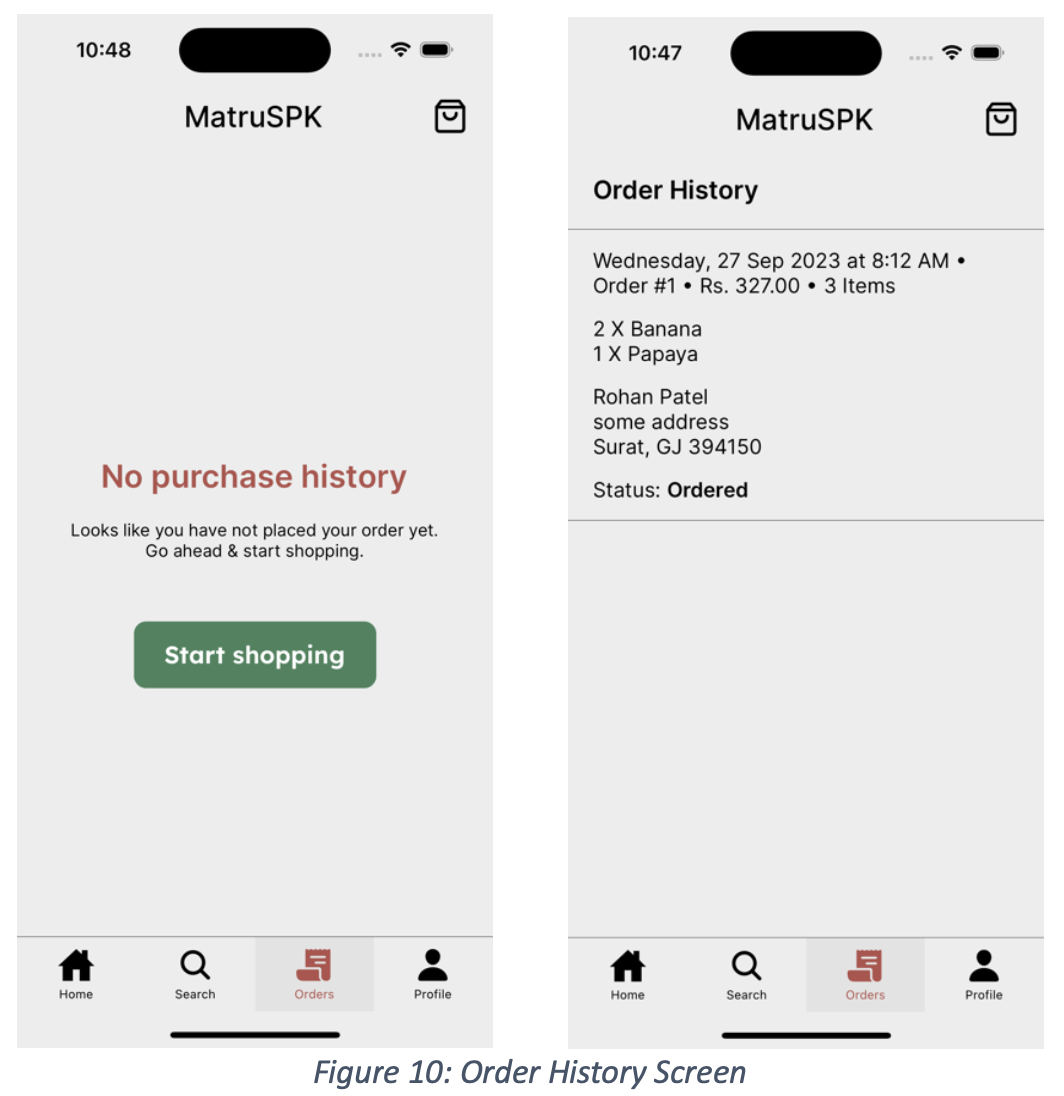 10:48
MatruSPK
No purchase history
Looks like you have not placed your order yet.
Go ahead & start shopping.
Start shopping
Home
Search
Orders
Profile
10:47
MatruSPK
Order History
Wednesday, 27 Sep 2023 at 8:12 AM •
Order #1 • Rs. 327.00 • 3 Items
2 X Banana
1 X Papaya
Rohan Patel
some address
Surat, GJ 394150
Status: Ordered
Home
Search
Orders
Profile
Figure 10: Order History Screen